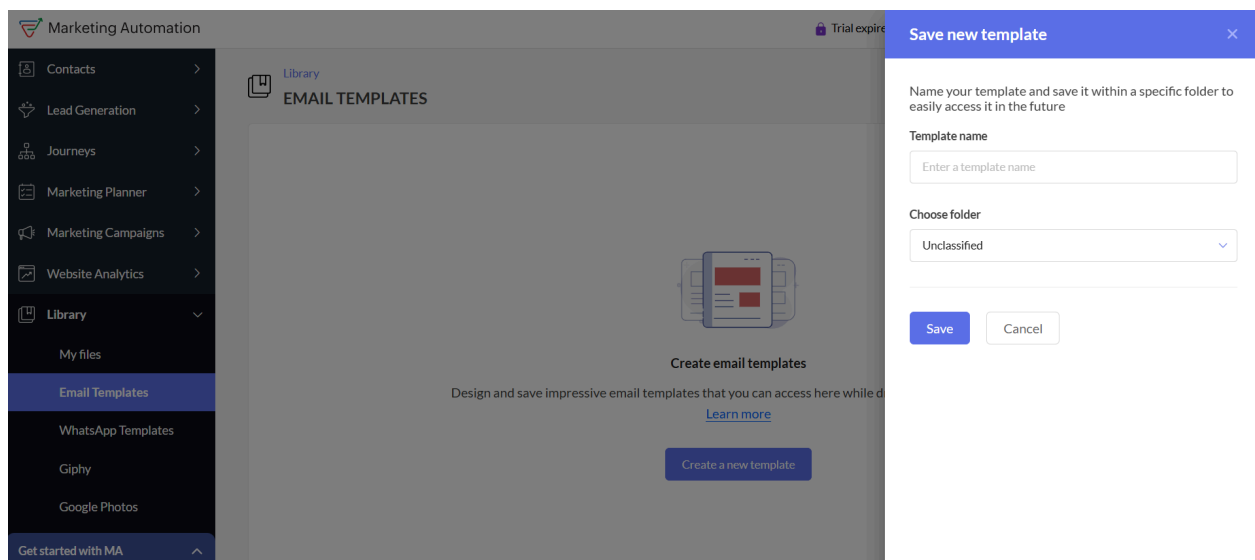 Marketing Automation
Trial expire
Contacts
Lead Generation
Journeys
Marketing Planner
Marketing Campaigns
Website Analytics
Library
My files
Email Templates
WhatsApp Templates
Giphy
Google Photos
Get started with MA
Library
EMAIL TEMPLATES
Create email templates
Design and save impressive email templates that you can access here while d
Learn more
Create a new template
Save new template
Name your template and save it within a specific folder to
easily access it in the future
Template name
Enter a template name
Choose folder
Unclassified
Save
Cancel